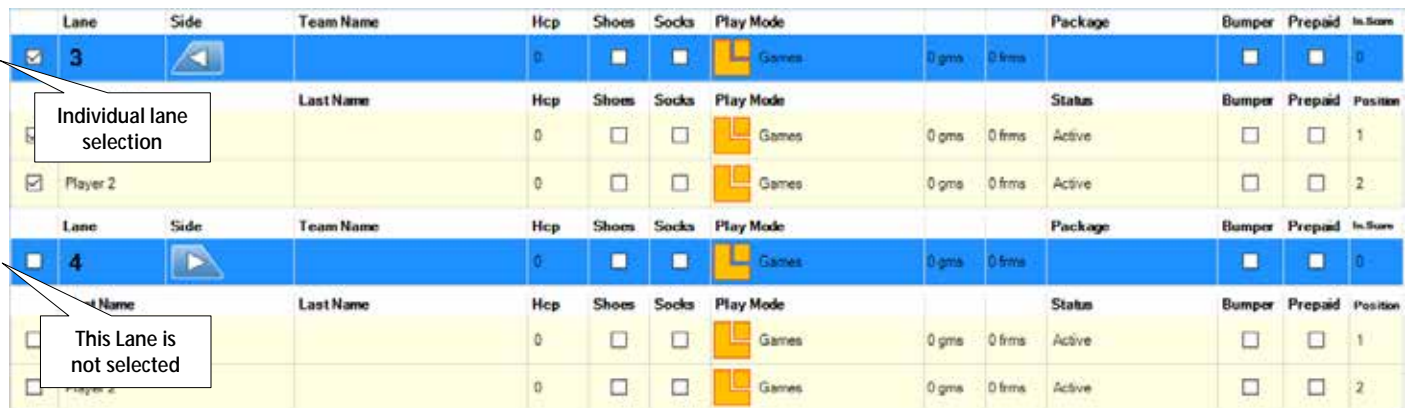 Lane Side Team Name Hcp Shoes Socks Play Mode Package Bumper Prepaid In.Score
3 0 Games 0 gms 0 frms 0
Last Name Hcp Shoes Socks Play Mode Status Bumper Prepaid Position
Individual lane
selection
0 Games 0 gms 0 frms Active 1
Player 2 0 Games 0 gms 0 frms Active 2
Lane Side Team Name Hcp Shoes Socks Play Mode Package Bumper Prepaid In.Score
4 0 Games 0 gms 0 frms 0
Name Last Name Hcp Shoes Socks Play Mode Status Bumper Prepaid Position
This Lane is
not selected
0 Games 0 gms 0 frms Active 1
Player 2 0 Games 0 gms 0 frms Active 2